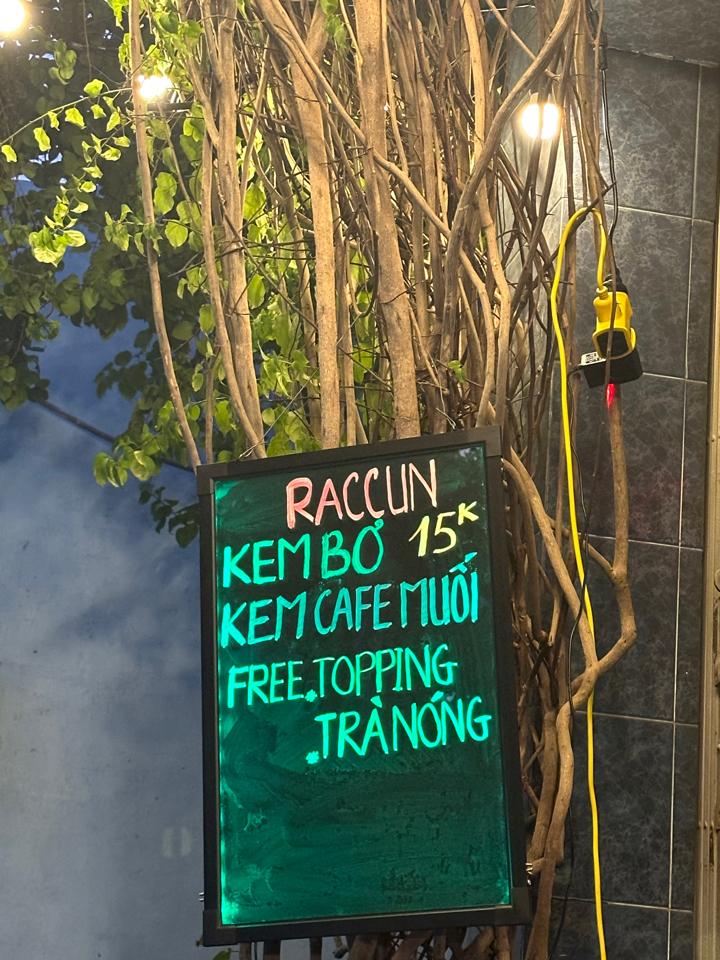 RACCUN
KEM BƠ 15K
KEM CAFE MUỐI
FREE *TOPPING
*TRÀ NÓNG